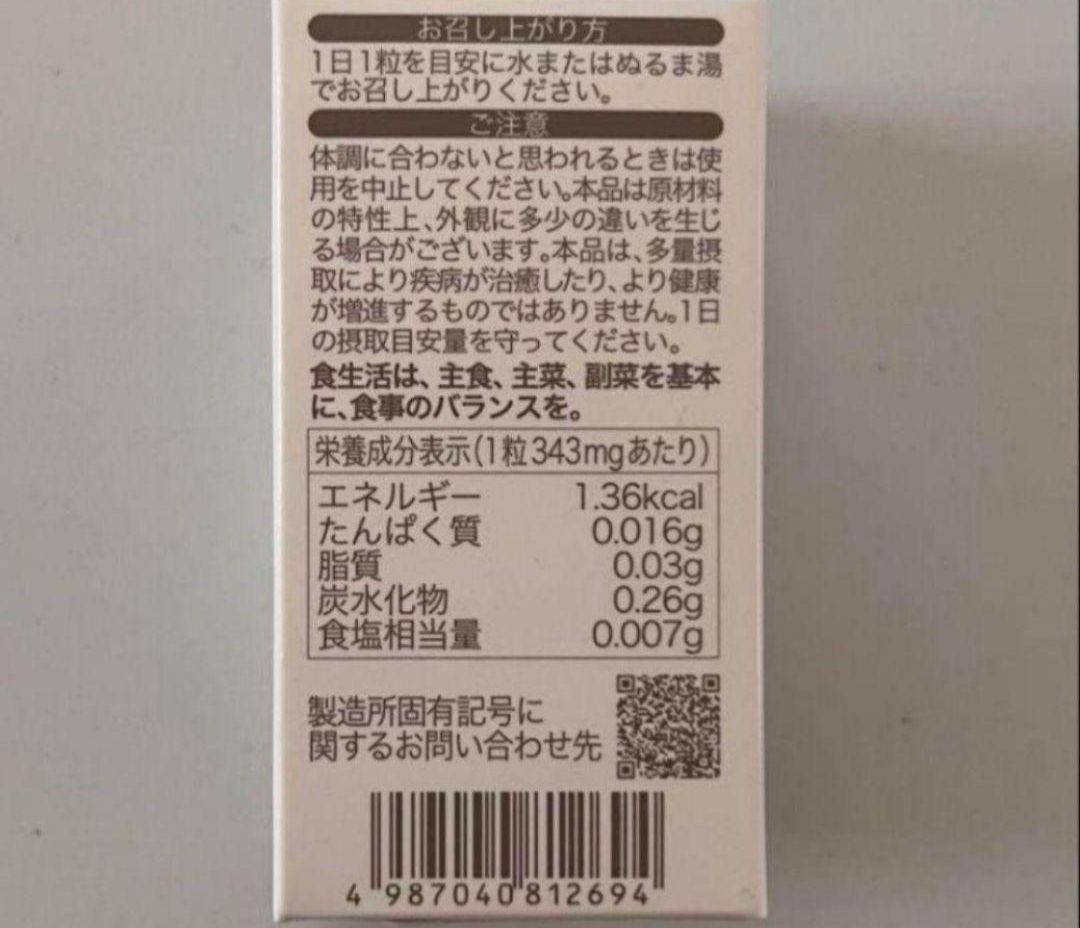 お召し上がり方
1日1粒を目安に水またはぬるま湯
でお召し上がりください。
ご注意
体調に合わないと思われるときは使
用を中止してください。本品は原材料
の特性上、外観に多少の違いを生じ
る場合がございます。本品は、多量摂
取により疾病が治癒したり、より健康
が増進するものではありません。1日
の摂取目安量を守ってください。
食生活は、主食、主菜、副菜を基本
に、食事のバランスを。
栄養成分表示(1粒343mgあたり)
エネルギー 1.36kcal
たんぱく質 0.016g
脂質 0.03g
炭水化物 0.26g
食塩相当量 0.007g
製造所固有記号に
関するお問い合わせ先
4 987040 812694